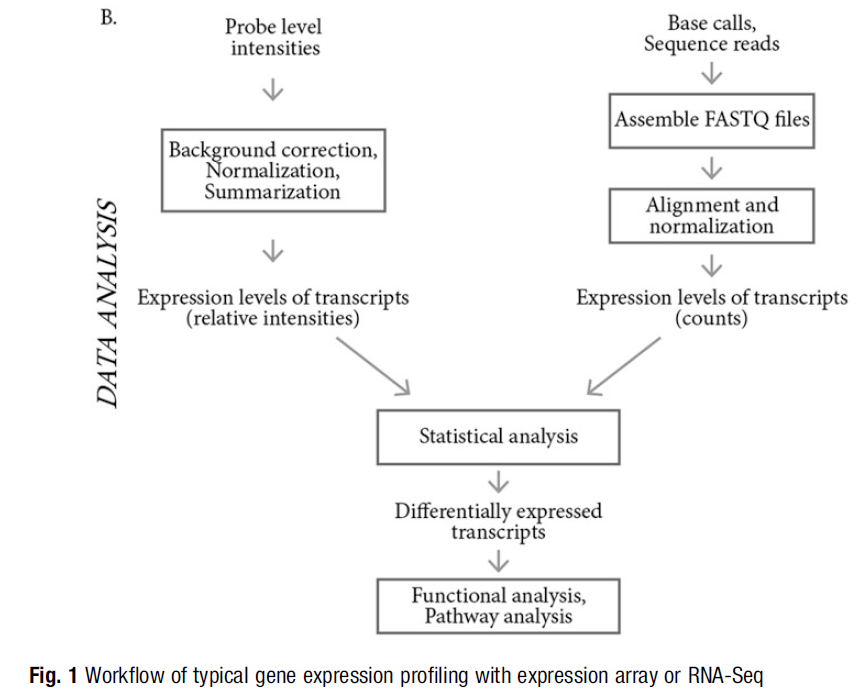 B.
Probe level
intensities
Background correction,
Normalization,
Summarization
Expression levels of transcripts
(relative intensities)
Base calls,
Sequence reads
Assemble FASTQ files
Alignment and
normalization
Expression levels of transcripts
(counts)
DATA ANALYSIS
Statistical analysis
Differentially expressed
transcripts
Functional analysis,
Pathway analysis
Fig. 1 Workflow of typical gene expression profiling with expression array or RNA-Seq